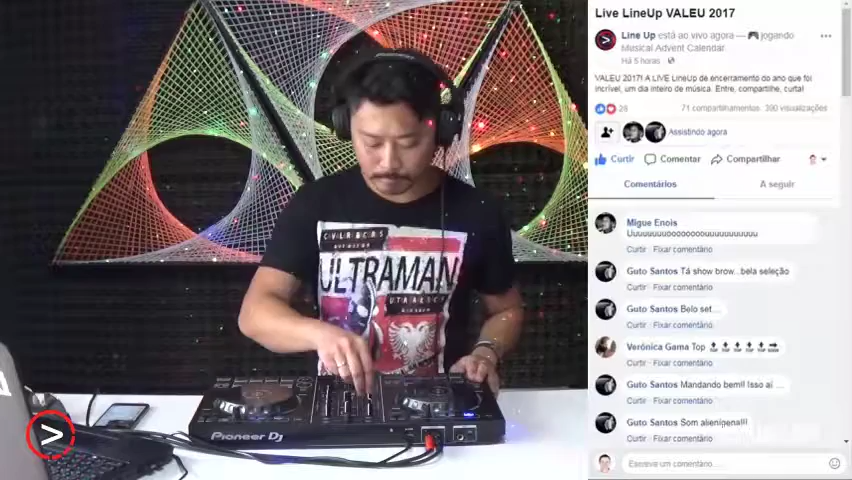 Live LineUp VALEU 2017
Line Up está ao vivo agora — 🎮 jogando
Musical Advent Calendar.
Há 5 horas ·
VALEU 2017! A LIVE LineUp de encerramento do ano que foi
incrível, um dia inteiro de música. Entre, compartilhe, curta!
29
71 compartilhamentos 390 visualizações
Assistindo agora
Curtir Comentar Compartilhar
Comentários A seguir
Migue Enois
Curtir · Fixar comentário
Guto Santos Tá show brow...bela seleção
Curtir · Fixar comentário
Guto Santos Belo set...
Curtir · Fixar comentário
Verónica Gama Top
Curtir · Fixar comentário
Guto Santos Mandando bem!! Isso aí ...
Curtir · Fixar comentário
Guto Santos Som alienígena!!!
Curtir · Fixar comentário
Escreva um comentário...
ULTRAMAN
Pioneer Dj